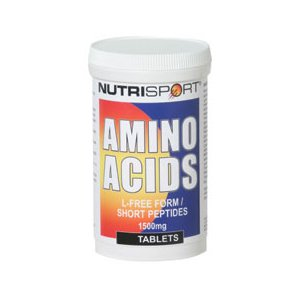 NUTRISPORT
AMINO
ACIDS
L-FREE FORM /
SHORT PEPTIDES
1500mg
TABLETS